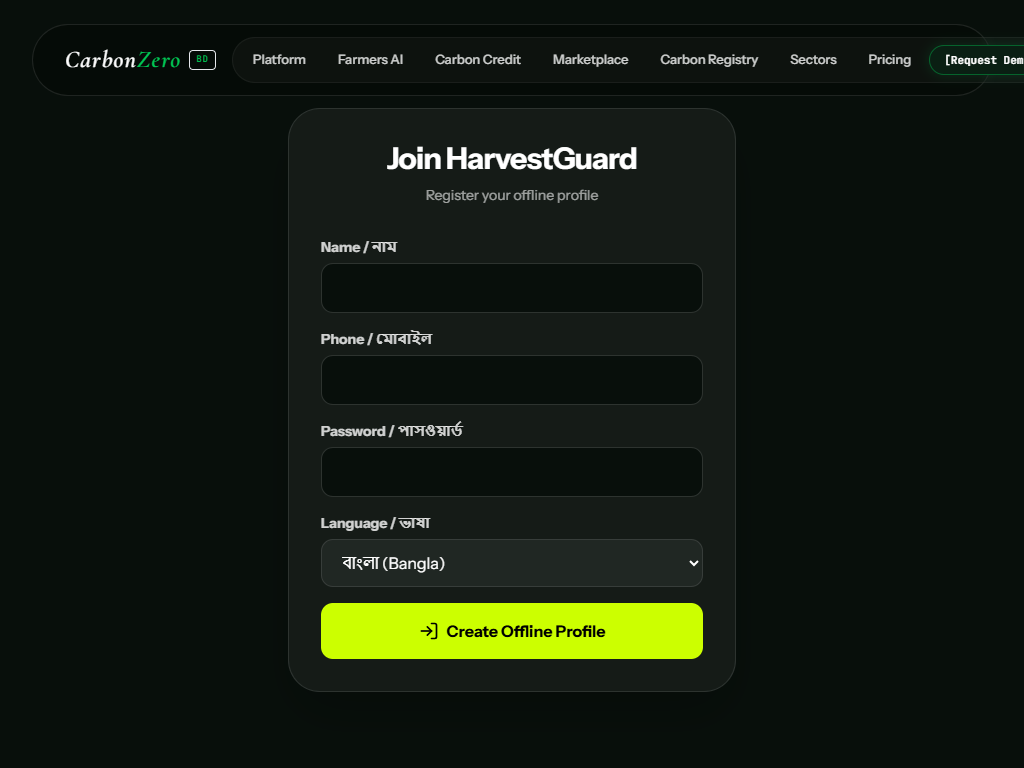 CarbonZero BD Platform Farmers AI Carbon Credit Marketplace Carbon Registry Sectors Pricing [Request Dem
Join HarvestGuard
Register your offline profile
Name / নাম
Phone / মোবাইল
Password / পাসওয়ার্ড
Language / ভাষা
বাংলা (Bangla)
Create Offline Profile